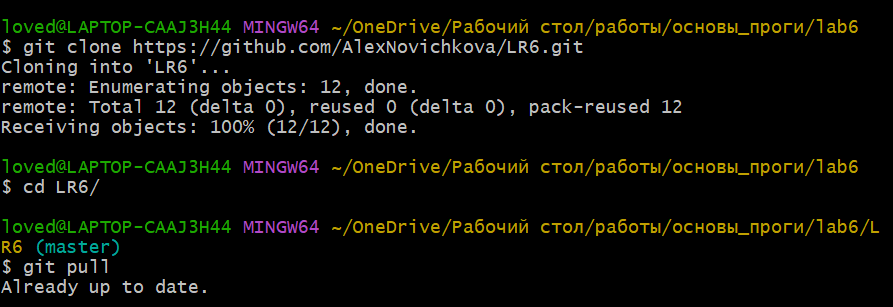 loved@LAPTOP-CAAJ3H44 MINGW64 ~/OneDrive/Рабочий стол/работы/основы_проги/lab6
$ git clone https://github.com/AlexNovichkova/LR6.git
Cloning into 'LR6'...
remote: Enumerating objects: 12, done.
remote: Total 12 (delta 0), reused 0 (delta 0), pack-reused 12
Receiving objects: 100% (12/12), done.
loved@LAPTOP-CAAJ3H44 MINGW64 ~/OneDrive/Рабочий стол/работы/основы_проги/lab6
$ cd LR6/
loved@LAPTOP-CAAJ3H44 MINGW64 ~/OneDrive/Рабочий стол/работы/основы_проги/lab6/L
R6 (master)
$ git pull
Already up to date.